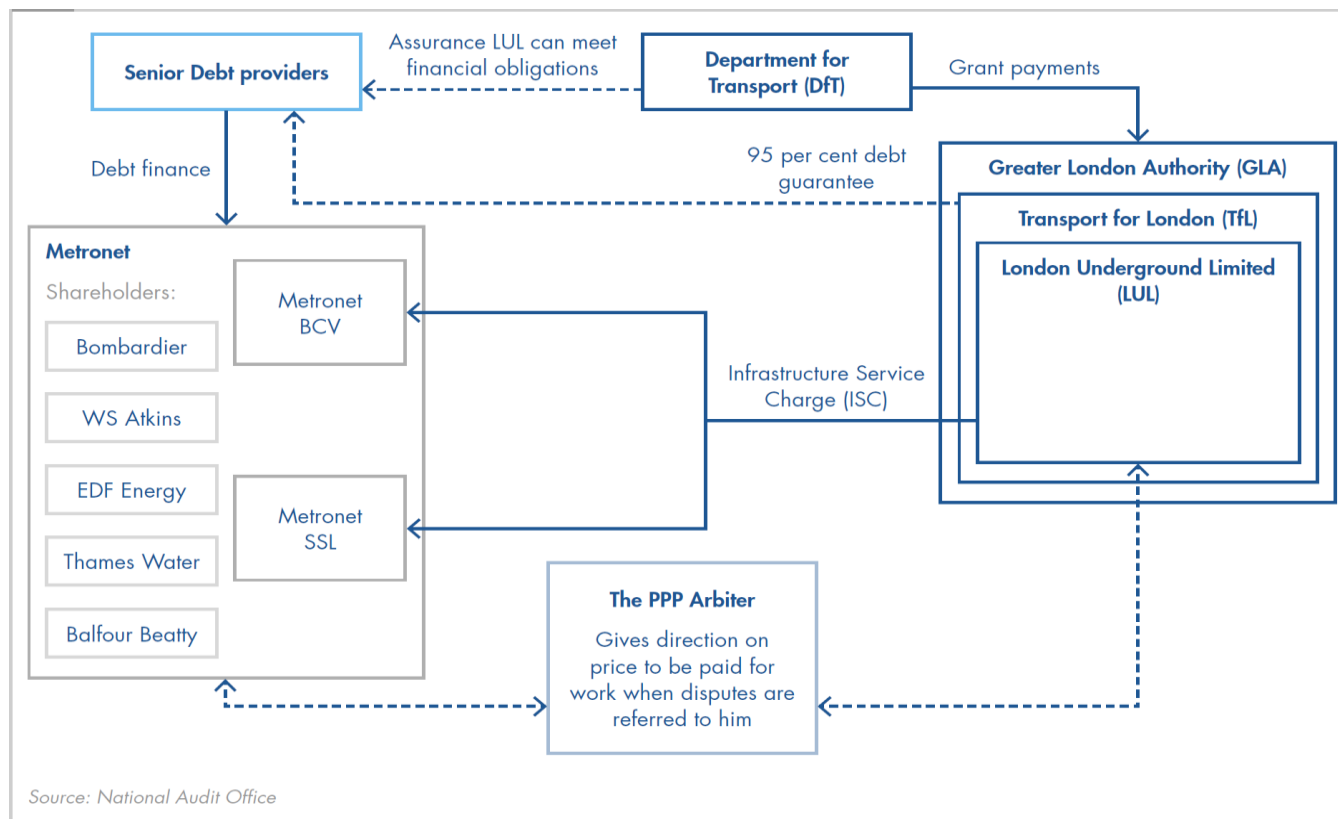 Senior Debt providers
Assurance LUL can meet
financial obligations
Department for
Transport (DfT)
Grant payments
Debt finance
95 per cent debt
guarantee
Greater London Authority (GLA)
Transport for London (TfL)
London Underground Limited
(LUL)
Metronet
Shareholders:
Bombardier
WS Atkins
EDF Energy
Thames Water
Balfour Beatty
Metronet
BCV
Metronet
SSL
Infrastructure Service
Charge (ISC)
The PPP Arbiter
Gives direction on
price to be paid for
work when disputes are
referred to him
Source: National Audit Office